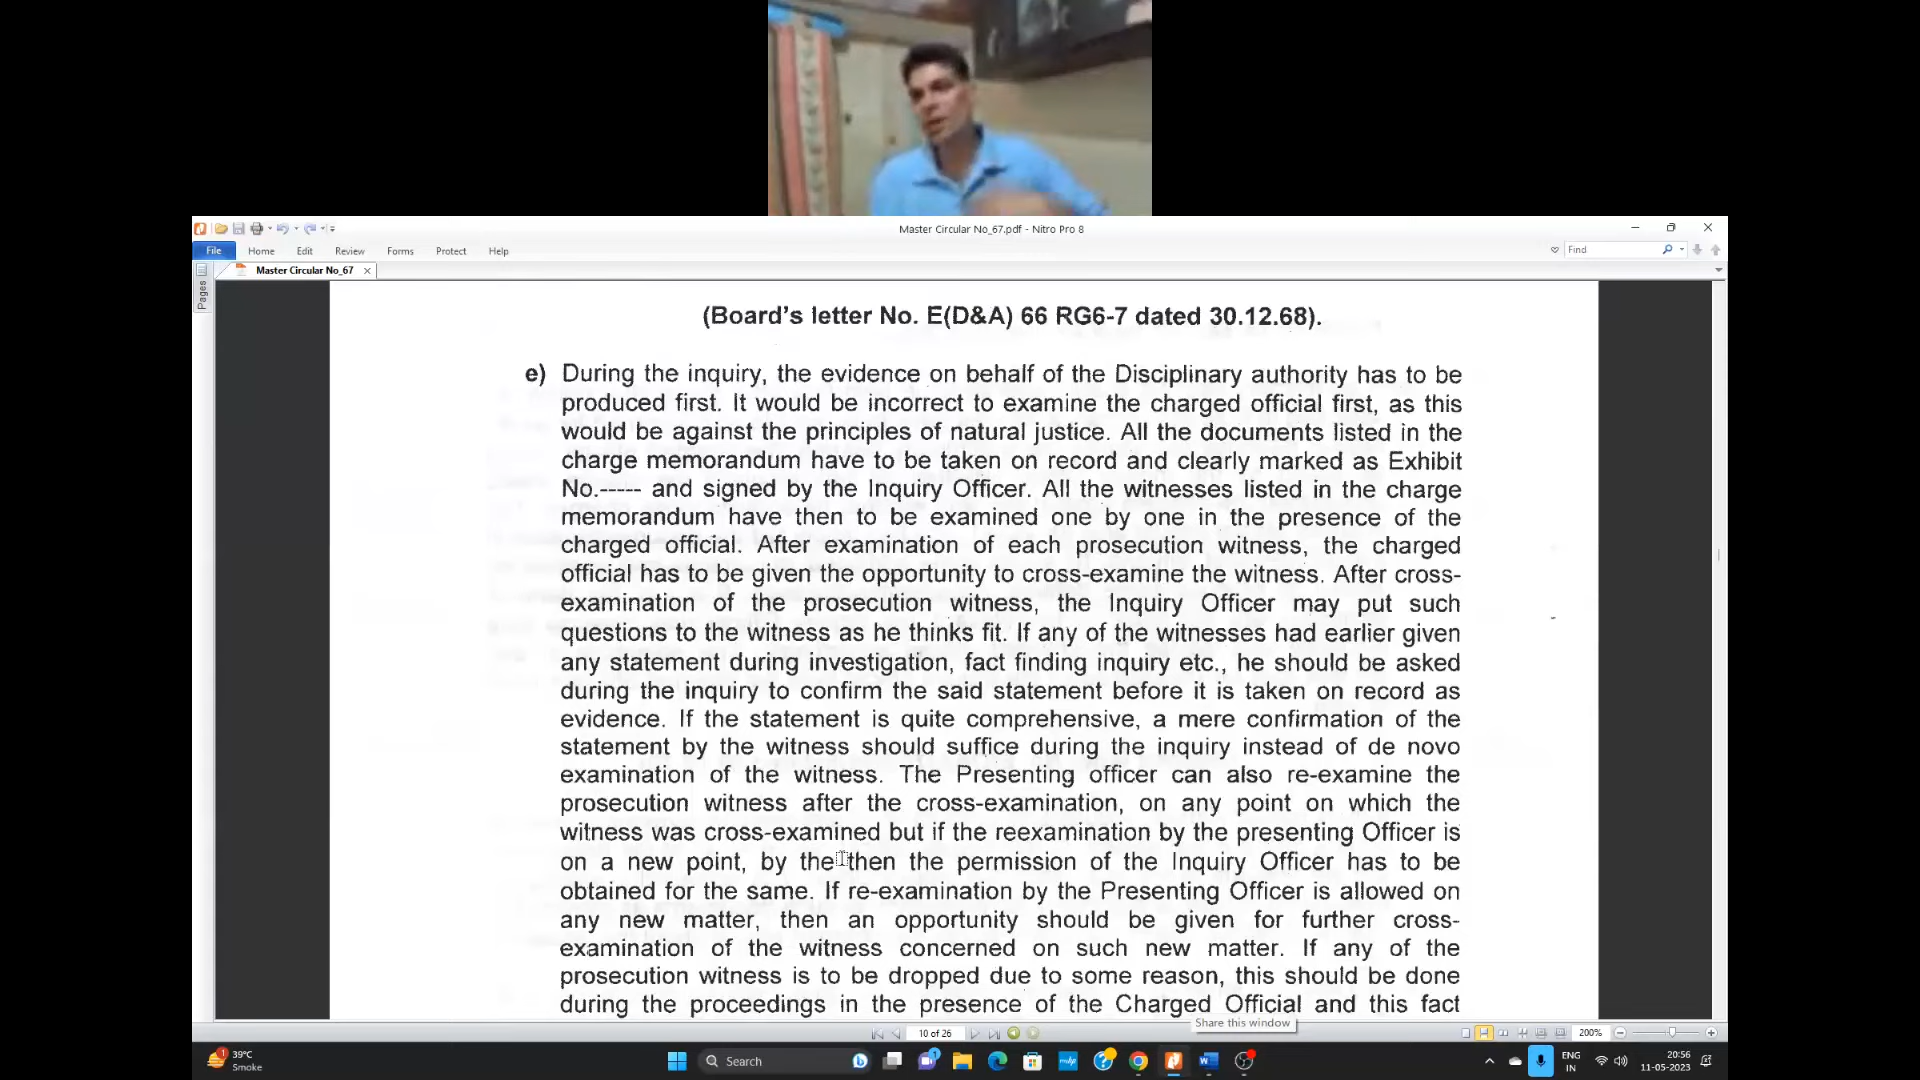 Master Circular No_67.pdf - Nitro Pro 8
File Home Edit Review Forms Protect Help
Find
Master Circular No_67
Pages
(Board's letter No. E(D&A) 66 RG6-7 dated 30.12.68).
e) During the inquiry, the evidence on behalf of the Disciplinary authority has to be
produced first. It would be incorrect to examine the charged official first, as this
would be against the principles of natural justice. All the documents listed in the
charge memorandum have to be taken on record and clearly marked as Exhibit
No.----- and signed by the Inquiry Officer. All the witnesses listed in the charge
memorandum have then to be examined one by one in the presence of the
charged official. After examination of each prosecution witness, the charged
official has to be given the opportunity to cross-examine the witness. After cross-
examination of the prosecution witness, the Inquiry Officer may put such
questions to the witness as he thinks fit. If any of the witnesses had earlier given
any statement during investigation, fact finding inquiry etc., he should be asked
during the inquiry to confirm the said statement before it is taken on record as
evidence. If the statement is quite comprehensive, a mere confirmation of the
statement by the witness should suffice during the inquiry instead of de novo
examination of the witness. The Presenting officer can also re-examine the
prosecution witness after the cross-examination, on any point on which the
witness was cross-examined but if the reexamination by the presenting Officer is
on a new point, by the then the permission of the Inquiry Officer has to be
obtained for the same. If re-examination by the Presenting Officer is allowed on
any new matter, then an opportunity should be given for further cross-
examination of the witness concerned on such new matter. If any of the
prosecution witness is to be dropped due to some reason, this should be done
during the proceedings in the presence of the Charged Official and this fact
Share this window
10 of 26
200%
39°C
Smoke
Search
ENG
IN
20:56
11-05-2023